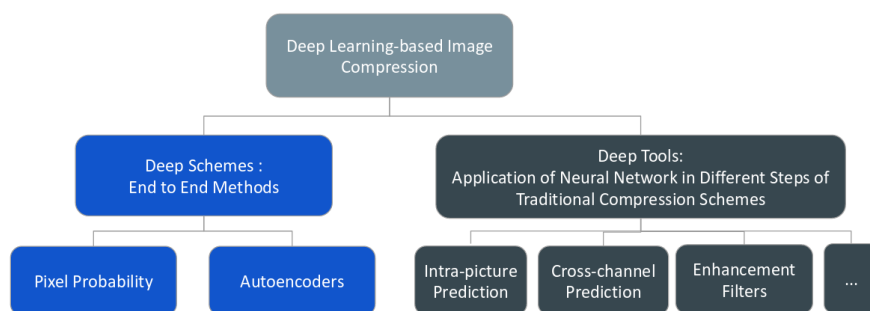 Deep Learning-based Image
Compression
Deep Schemes :
End to End Methods
Deep Tools:
Application of Neural Network in Different Steps of
Traditional Compression Schemes
Pixel Probability
Autoencoders
Intra-picture
Prediction
Cross-channel
Prediction
Enhancement
Filters
...